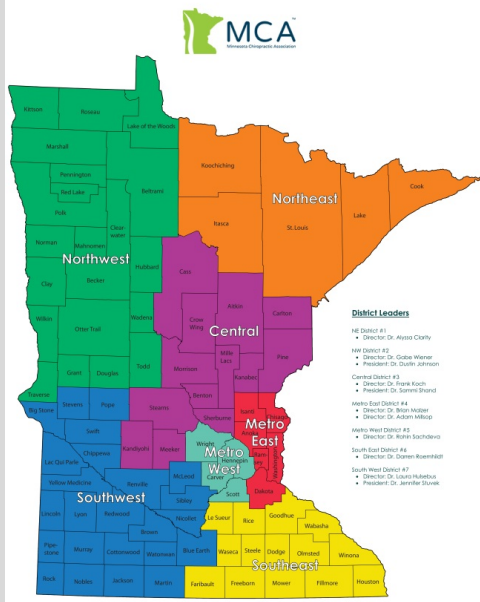 MCA
Minnesota Chiropractic Association
Kittson
Roseau
Lake of the Woods
Marshall
Koochiching
Pennington
Red Lake
Beltrami
Cook
Polk
Northeast
Itasca
St. Louis
Lake
Clear-
water
Norman
Mahnomen
Northwest
Hubbard
Cass
Clay
Becker
Aitkin
Carlton
Wilkin
Wadena
Crow
Wing
Otter Trail
Central
Mille
Lacs
Pine
Grant
Douglas
Todd
Morrison
Kanabec
Traverse
Benton
Big Stone
Stevens
Pope
Stearns
Sherburne
Isanti
Chisago
Swift
Metro
East
Anoka
Wright
Kandiyohi
Meeker
Metro
West
Hennepin
Ram-
sey
Washington
Chippewa
Lac Qui Parle
McLeod
Carver
Yellow Medicine
Renville
Scott
Dakota
Southwest
Sibley
Lincoln
Lyon
Redwood
Nicollet
Le Sueur
Rice
Goodhue
Wabasha
Brown
Pipe-
stone
Murray
Cottonwood
Watonwan
Blue Earth
Waseca
Steele
Dodge
Olmsted
Winona
Southeast
Rock
Nobles
Jackson
Martin
Faribault
Freeborn
Mower
Fillmore
Houston
District Leaders
NE District #1
• Director: Dr. Alyssa Clarity
NW District #2
• Director: Dr. Gabe Wiener
• President: Dr. Dustin Johnson
Central District #3
• Director: Dr. Frank Koch
• President: Dr. Sammi Shand
Metro East District #4
• Director: Dr. Brian Malzer
• Director: Dr. Adam Milsop
Metro West District #5
• Director: Dr. Rohin Sachdeva
South East District #6
• Director: Dr. Darren Raemhildt
South West District #7
• Director: Dr. Laura Hulsebus
• President: Dr. Jennifer Stuvek